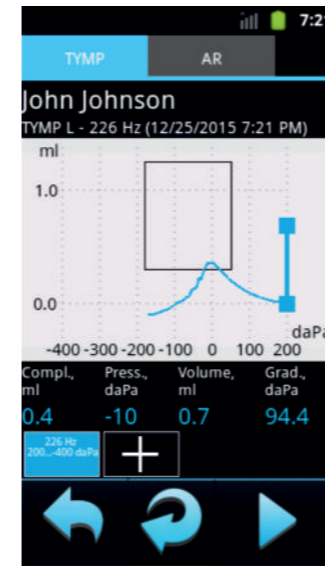 7:21
TYMP AR
John Johnson
TYMP L - 226 Hz (12/25/2015 7:21 PM)
ml
1.0
0.0
daPa
-400 -300 -200 -100 0 100 200
Compl., Press., Volume, Grad.,
ml daPa ml daPa
0.4 -10 0.7 94.4
226 Hz
200...-400 daPa